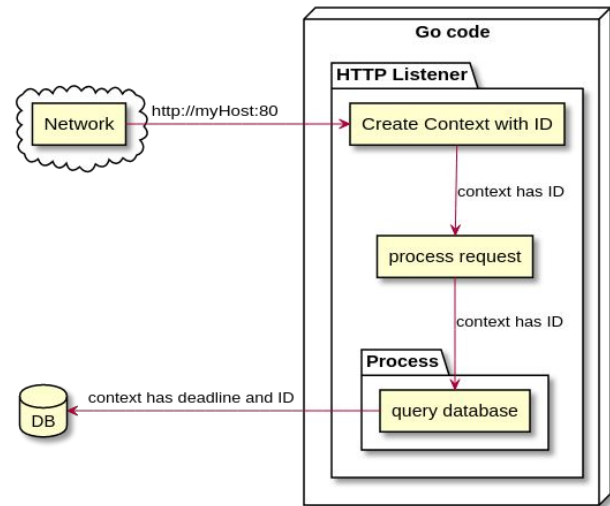 Go code
HTTP Listener
Network
http://myHost:80
Create Context with ID
context has ID
process request
context has ID
Process
query database
context has deadline and ID
DB